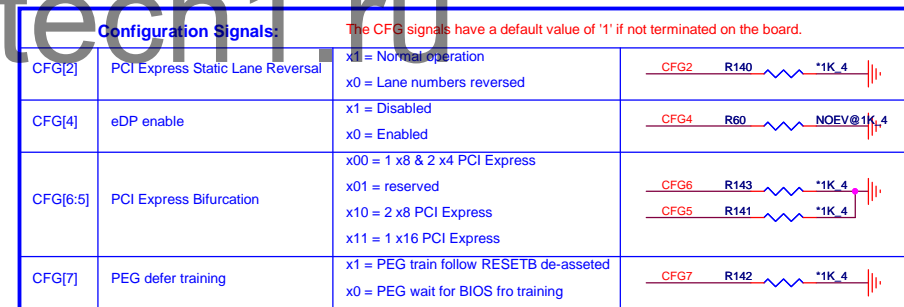 tecn1.ru
Configuration Signals: The CFG signals have a default value of '1' if not terminated on the board.
CFG[2] PCI Express Static Lane Reversal
x1 = Normal operation
x0 = Lane numbers reversed
CFG2 R140 *1K_4
CFG[4] eDP enable
x1 = Disabled
x0 = Enabled
CFG4 R60 NOEV@1K_4
CFG[6:5] PCI Express Bifurcation
x00 = 1 x8 & 2 x4 PCI Express
x01 = reserved
x10 = 2 x8 PCI Express
x11 = 1 x16 PCI Express
CFG6 R143 *1K_4
CFG5 R141 *1K_4
CFG[7] PEG defer training
x1 = PEG train follow RESETB de-asseted
x0 = PEG wait for BIOS fro training
CFG7 R142 *1K_4